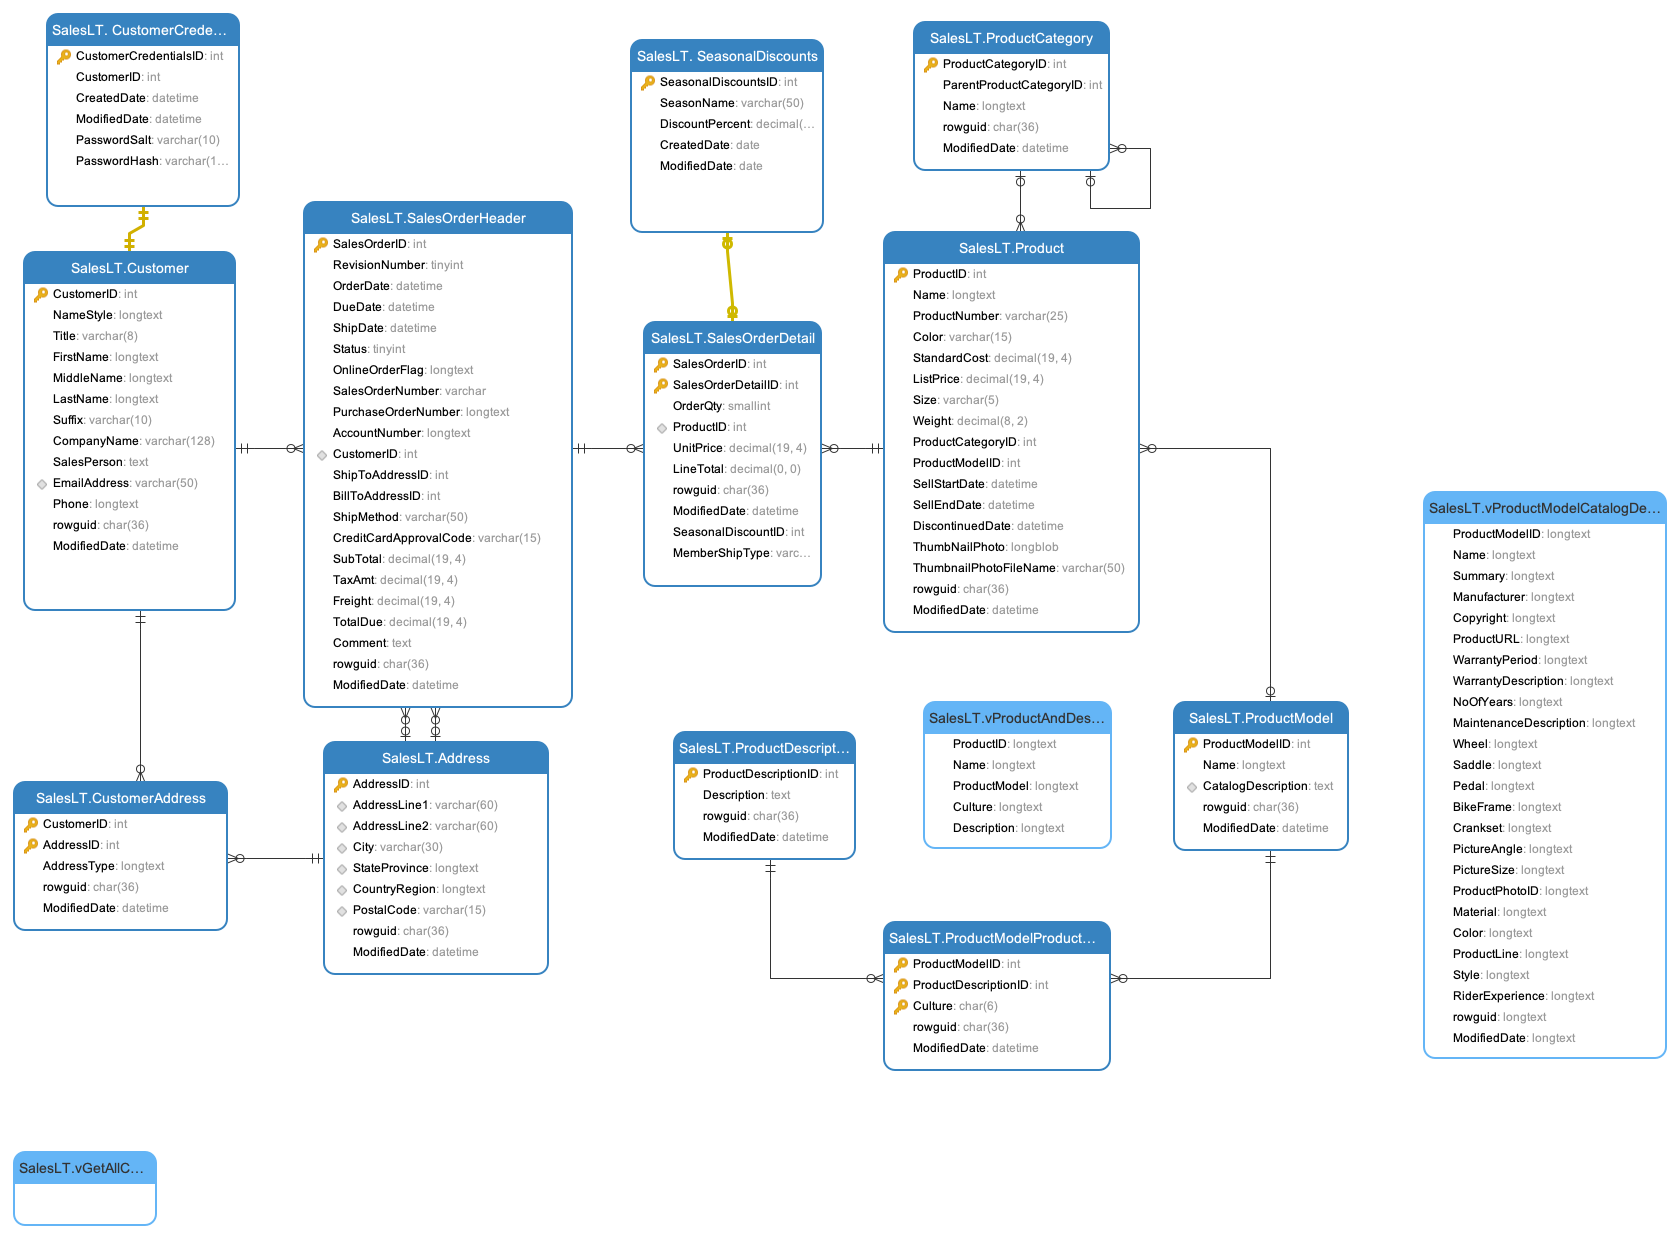 SalesLT. CustomerCrede...
CustomerCredentialsID: int
CustomerID: int
CreatedDate: datetime
ModifiedDate: datetime
PasswordSalt: varchar(10)
PasswordHash: varchar(1...
SalesLT. SeasonalDiscounts
SeasonalDiscountsID: int
SeasonName: varchar(50)
DiscountPercent: decimal(...
CreatedDate: date
ModifiedDate: date
SalesLT.ProductCategory
ProductCategoryID: int
ParentProductCategoryID: int
Name: longtext
rowguid: char(36)
ModifiedDate: datetime
SalesLT.Customer
CustomerID: int
NameStyle: longtext
Title: varchar(8)
FirstName: longtext
MiddleName: longtext
LastName: longtext
Suffix: varchar(10)
CompanyName: varchar(128)
SalesPerson: text
EmailAddress: varchar(50)
Phone: longtext
rowguid: char(36)
ModifiedDate: datetime
SalesLT.SalesOrderHeader
SalesOrderID: int
RevisionNumber: tinyint
OrderDate: datetime
DueDate: datetime
ShipDate: datetime
Status: tinyint
OnlineOrderFlag: longtext
SalesOrderNumber: varchar
PurchaseOrderNumber: longtext
AccountNumber: longtext
CustomerID: int
ShipToAddressID: int
BillToAddressID: int
ShipMethod: varchar(50)
CreditCardApprovalCode: varchar(15)
SubTotal: decimal(19, 4)
TaxAmt: decimal(19, 4)
Freight: decimal(19, 4)
TotalDue: decimal(19, 4)
Comment: text
rowguid: char(36)
ModifiedDate: datetime
SalesLT.SalesOrderDetail
SalesOrderID: int
SalesOrderDetailID: int
OrderQty: smallint
ProductID: int
UnitPrice: decimal(19, 4)
LineTotal: decimal(0, 0)
rowguid: char(36)
ModifiedDate: datetime
SeasonalDiscountID: int
MemberShipType: varc...
SalesLT.Product
ProductID: int
Name: longtext
ProductNumber: varchar(25)
Color: varchar(15)
StandardCost: decimal(19, 4)
ListPrice: decimal(19, 4)
Size: varchar(5)
Weight: decimal(8, 2)
ProductCategoryID: int
ProductModelID: int
SellStartDate: datetime
SellEndDate: datetime
DiscontinuedDate: datetime
ThumbNailPhoto: longblob
ThumbnailPhotoFileName: varchar(50)
rowguid: char(36)
ModifiedDate: datetime
SalesLT.vProductModelCatalogDe...
ProductModelID: longtext
Name: longtext
Summary: longtext
Manufacturer: longtext
Copyright: longtext
ProductURL: longtext
WarrantyPeriod: longtext
WarrantyDescription: longtext
NoOfYears: longtext
MaintenanceDescription: longtext
Wheel: longtext
Saddle: longtext
Pedal: longtext
BikeFrame: longtext
Crankset: longtext
PictureAngle: longtext
PictureSize: longtext
ProductPhotoID: longtext
Material: longtext
Color: longtext
ProductLine: longtext
Style: longtext
RiderExperience: longtext
rowguid: longtext
ModifiedDate: longtext
SalesLT.CustomerAddress
CustomerID: int
AddressID: int
AddressType: longtext
rowguid: char(36)
ModifiedDate: datetime
SalesLT.Address
AddressID: int
AddressLine1: varchar(60)
AddressLine2: varchar(60)
City: varchar(30)
StateProvince: longtext
CountryRegion: longtext
PostalCode: varchar(15)
rowguid: char(36)
ModifiedDate: datetime
SalesLT.ProductDescript...
ProductDescriptionID: int
Description: text
rowguid: char(36)
ModifiedDate: datetime
SalesLT.vProductAndDes...
ProductID: longtext
Name: longtext
ProductModel: longtext
Culture: longtext
Description: longtext
SalesLT.ProductModel
ProductModelID: int
Name: longtext
CatalogDescription: text
rowguid: char(36)
ModifiedDate: datetime
SalesLT.ProductModelProduct...
ProductModelID: int
ProductDescriptionID: int
Culture: char(6)
rowguid: char(36)
ModifiedDate: datetime
SalesLT.vGetAllC...